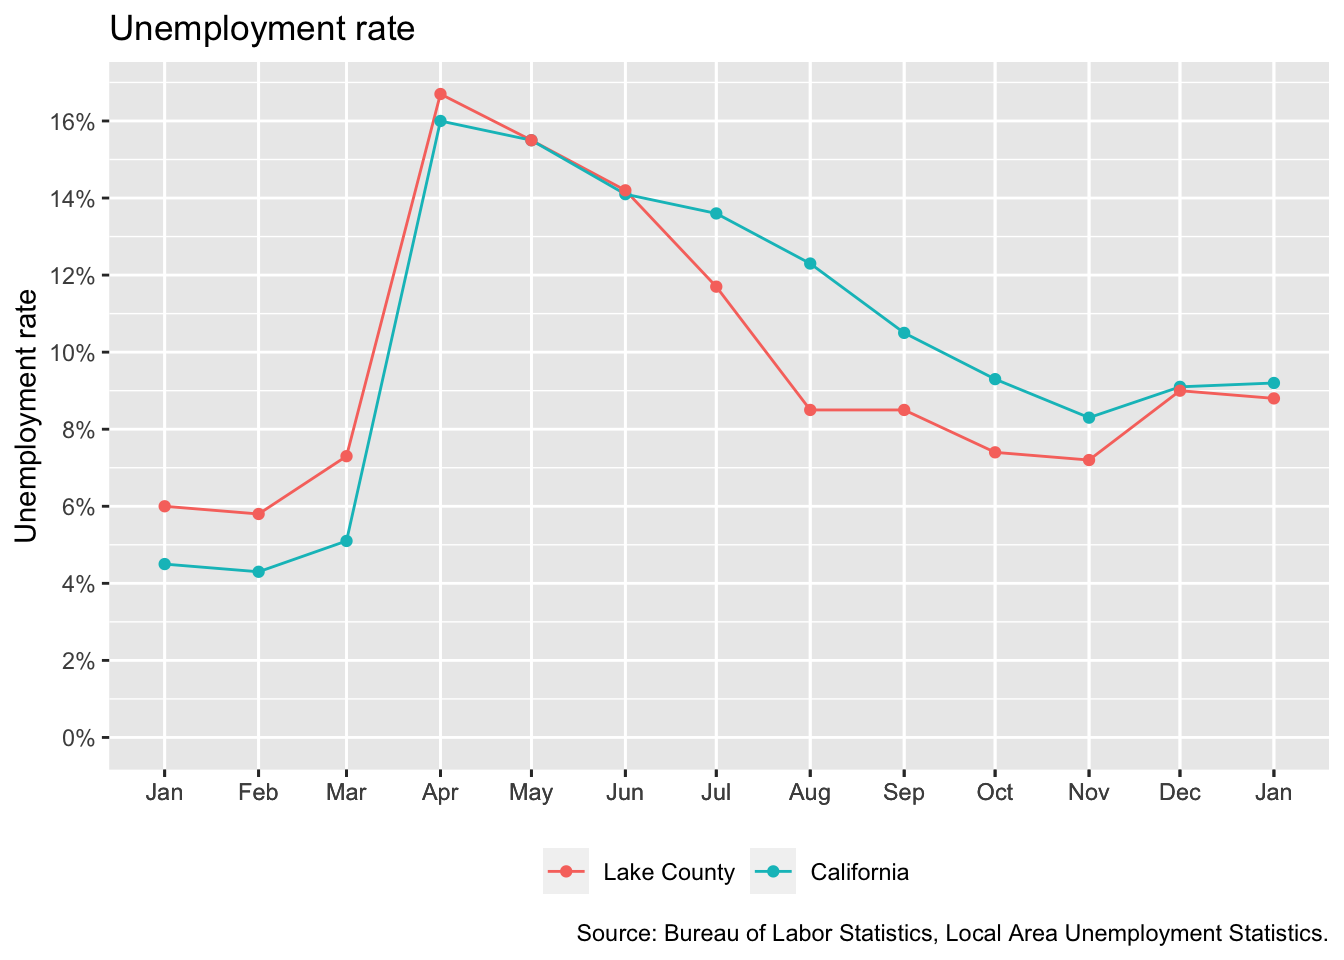 Unemployment rate
Unemployment rate
16%
14%
12%
10%
8%
6%
4%
2%
0%
Jan Feb Mar Apr May Jun Jul Aug Sep Oct Nov Dec Jan
Lake County California
Source: Bureau of Labor Statistics, Local Area Unemployment Statistics.